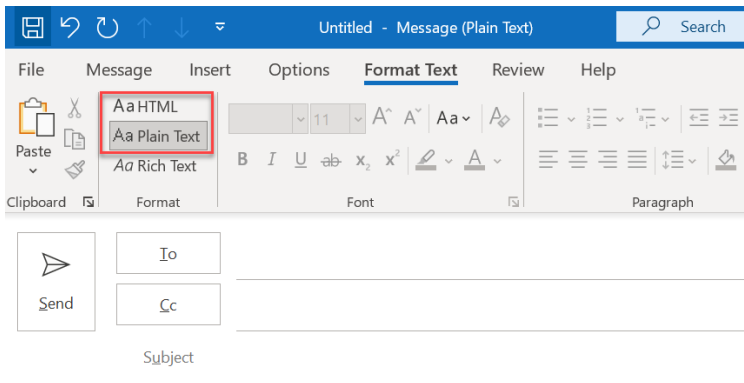 Untitled - Message (Plain Text)
Search
File Message Insert Options Format Text Review Help
Paste
Aa HTML
Aa Plain Text
Aa Rich Text
11
A^ A˅ Aa
B I U ab x₂ x² A
Clipboard Format Font Paragraph
Send
To
Cc
Subject